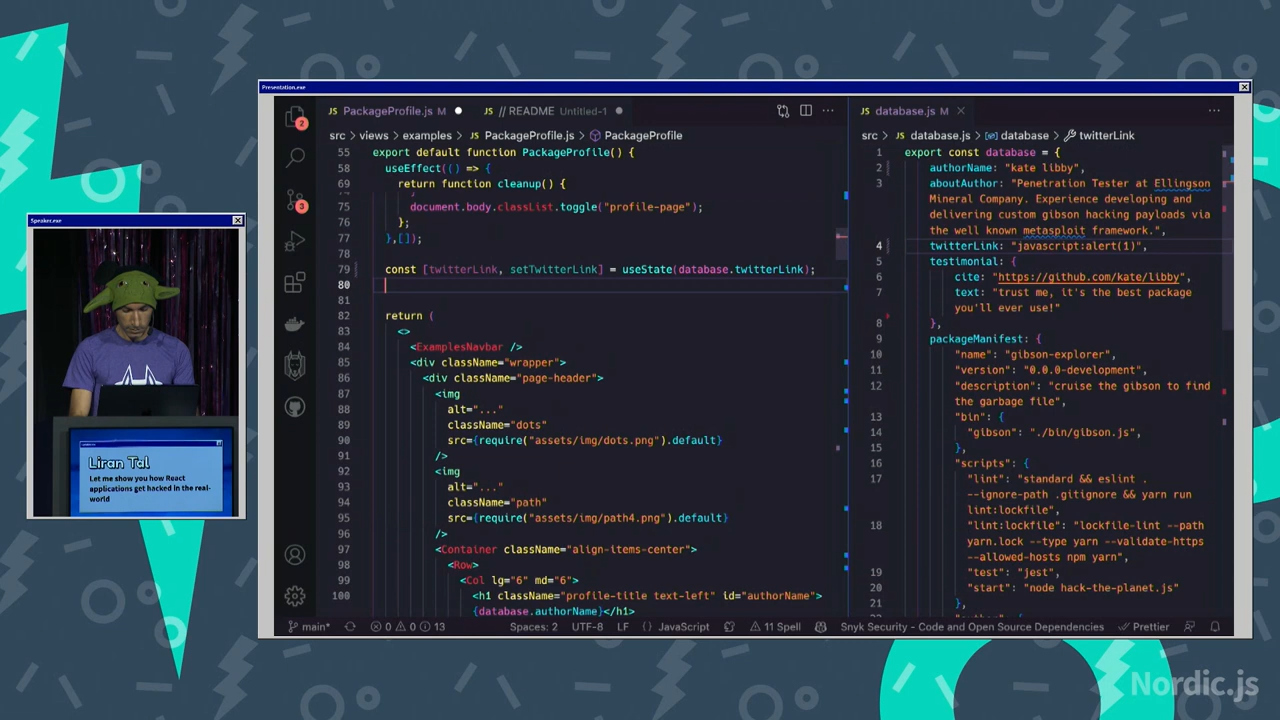 Presentation.exe
JS PackageProfile.js M
JS // README Untitled-1
JS database.js M
src > views > examples > JS PackageProfile.js > PackageProfile
src > JS database.js > database > twitterLink
2
3
55 export default function PackageProfile() {
58 useEffect(() => {
69 return function cleanup() {
75 document.body.classList.toggle("profile-page");
76 };
77 },[]);
78
79 const [twitterLink, setTwitterLink] = useState(database.twitterLink);
80
81
82 return (
83 <>
84 <ExamplesNavbar />
85 <div className="wrapper">
86 <div className="page-header">
87 <img
88 alt="..."
89 className="dots"
90 src={require("assets/img/dots.png").default}
91 />
92 <img
93 alt="..."
94 className="path"
95 src={require("assets/img/path4.png").default}
96 />
97 <Container className="align-items-center">
98 <Row>
99 <Col lg="6" md="6">
100 <h1 className="profile-title text-left" id="authorName">
{database.authorName}</h1>
1 export const database = {
2 authorName: "kate libby",
3 aboutAuthor: "Penetration Tester at Ellingson
Mineral Company. Experience developing and
delivering custom gibson hacking payloads via
the well known metasploit framework.",
4 twitterLink: "javascript:alert(1)",
5 testimonial: {
6 cite: "https://github.com/kate/libby",
7 text: "trust me, it's the best package
you'll ever use!"
8 },
9 packageManifest: {
10 "name": "gibson-explorer",
11 "version": "0.0.0-development",
12 "description": "cruise the gibson to find
the garbage file",
13 "bin": {
14 "gibson": "./bin/gibson.js",
15 },
16 "scripts": {
17 "lint": "standard && eslint .
--ignore-path .gitignore && yarn run
lint:lockfile",
18 "lint:lockfile": "lockfile-lint --path
yarn.lock --type yarn --validate-https
--allowed-hosts npm yarn",
19 "test": "jest",
20 "start": "node hack-the-planet.js"
21 },
main* 0 0 13 Spaces: 2 UTF-8 LF { } JavaScript 11 Spell Snyk Security - Code and Open Source Dependencies Prettier
Speaker.exe
Liran Tal
Let me show you how React
applications get hacked in the real-
world
Nordic.js